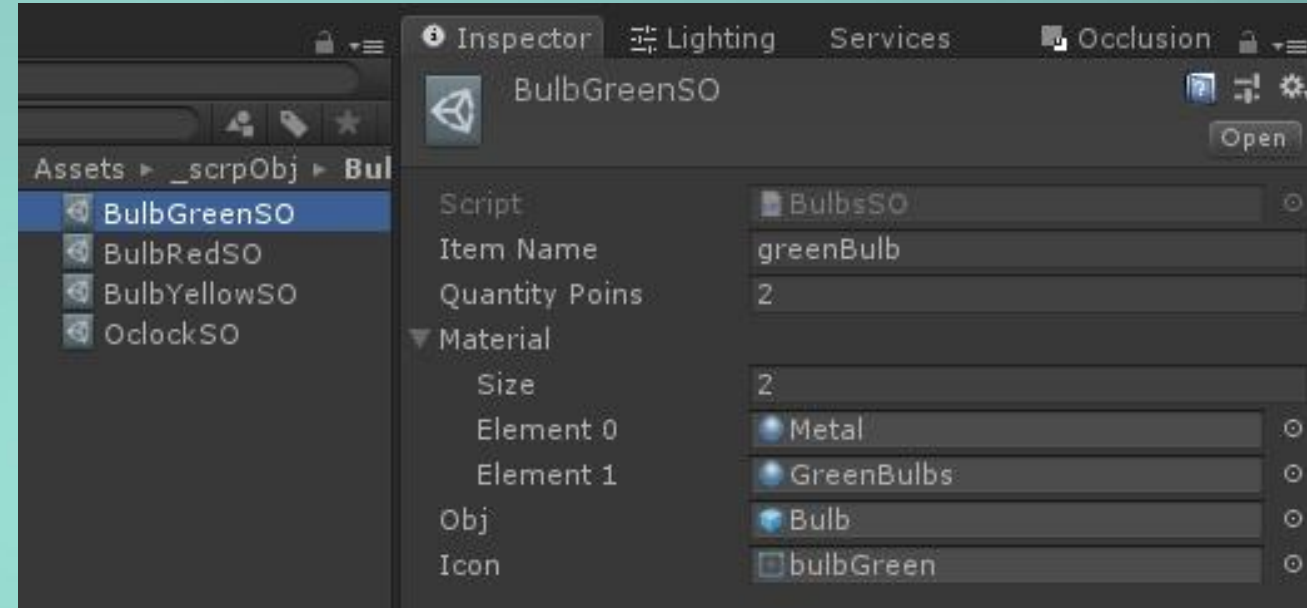 Inspector Lighting Services Occlusion
BulbGreenSO
Open
Assets ▸ _scrpObj ▸ Bul
BulbGreenSO
BulbRedSO
BulbYellowSO
OclockSO
Script BulbsSO
Item Name greenBulb
Quantity Poins 2
Material
Size 2
Element 0 Metal
Element 1 GreenBulbs
Obj Bulb
Icon bulbGreen